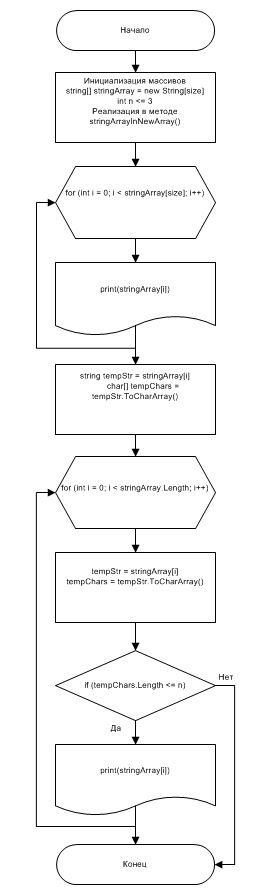 Начало
Инициализация массивов
string[] stringArray = new String[size]
int n <= 3
Реализация в методе
stringArrayInNewArray()
for (int i = 0; i < stringArray[size]; i++)
print(stringArray[i])
string tempStr = stringArray[i]
char[] tempChars =
tempStr.ToCharArray()
for (int i = 0; i < stringArray.Length; i++)
tempStr = stringArray[i]
tempChars = tempStr.ToCharArray()
if (tempChars.Length <= n)
Нет
Да
print(stringArray[i])
Конец